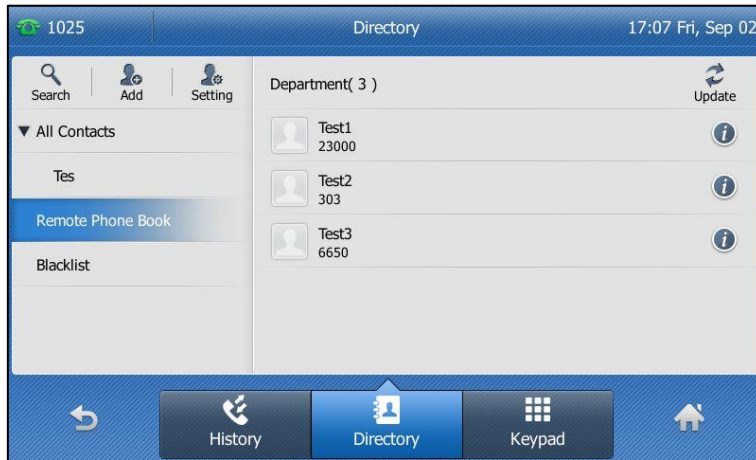 1025
Directory
17:07 Fri, Sep 02
Search
Add
Setting
Department( 3 )
Update
All Contacts
Tes
Remote Phone Book
Blacklist
Test1
23000
Test2
303
Test3
6650
History
Directory
Keypad